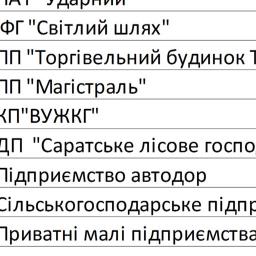 "Ударний"
ФГ "Світлий шлях"
ПП "Торгівельний будинок
ПП "Магістраль"
КП"ВУЖКГ"
ДП "Саратське лісове
Підприємство автодор
Сільськогосподарське
Приватні малі підприємства